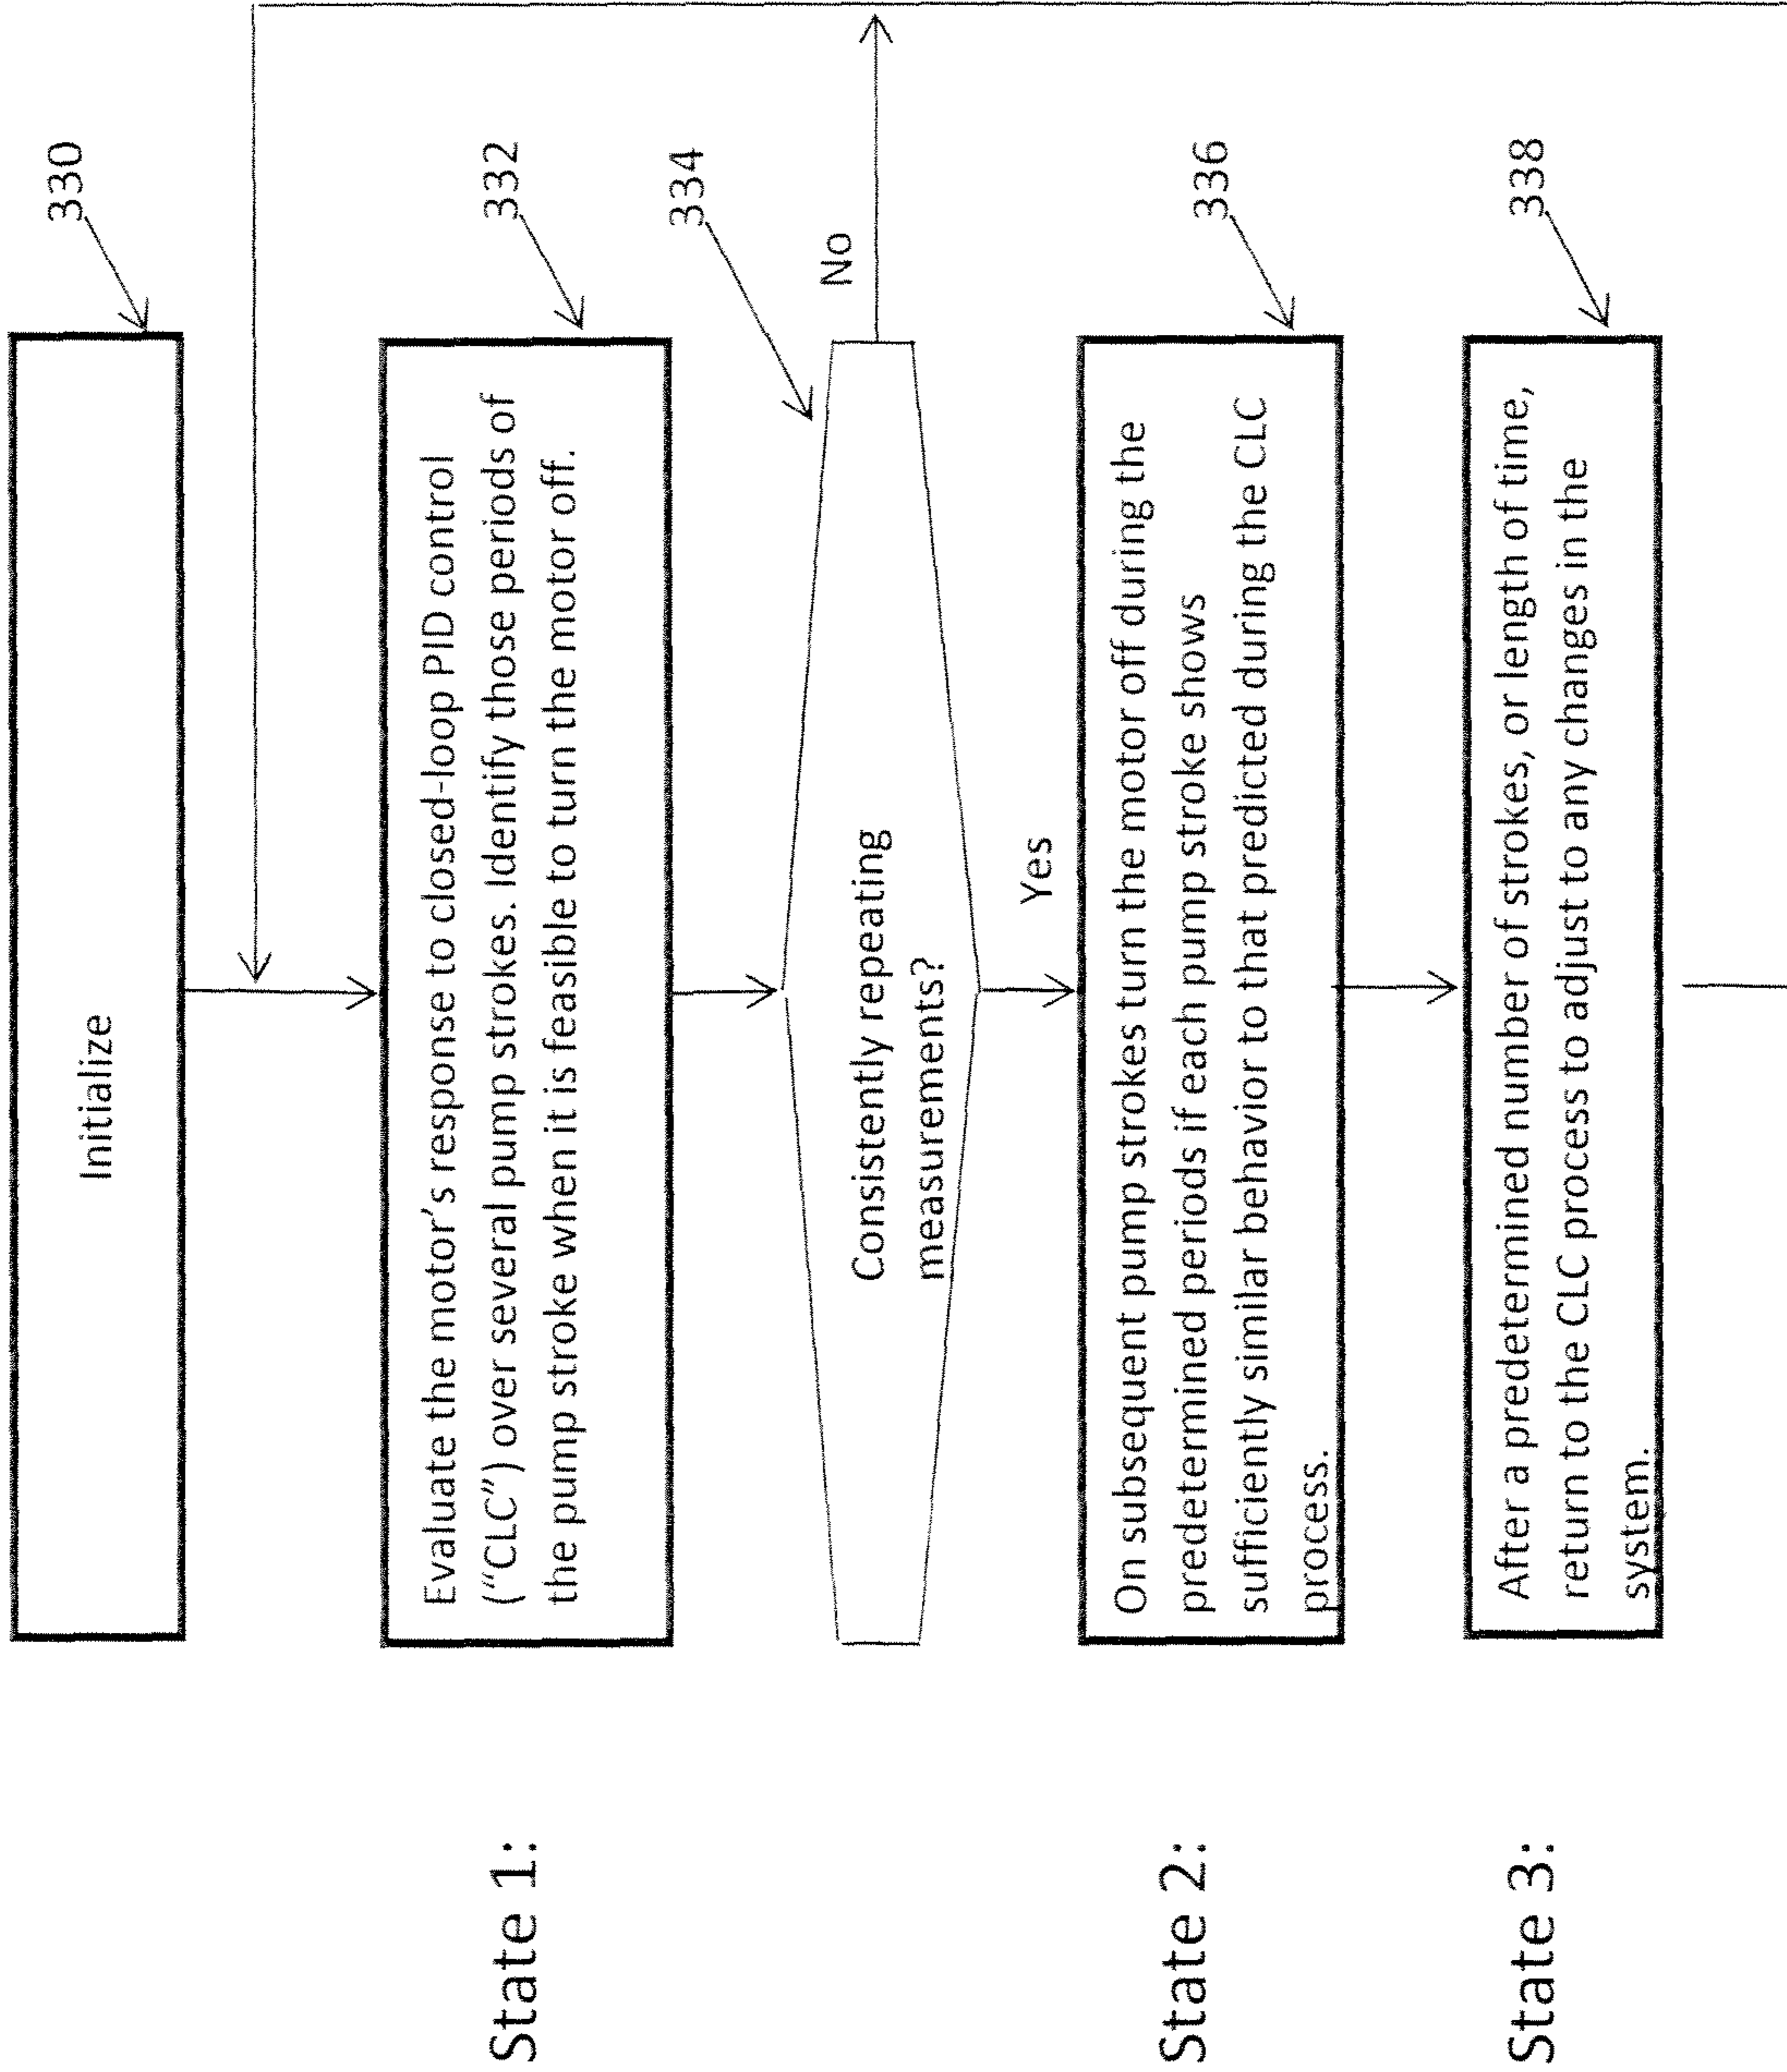 330
Initialize
State 1:
332
Evaluate the motor’s response to closed-loop PID control
(“CLC”) over several pump strokes. Identify those periods of
the pump stroke when it is feasible to turn the motor off.
334
Consistently repeating
measurements?
No
Yes
State 2:
336
On subsequent pump strokes turn the motor off during the
predetermined periods if each pump stroke shows
sufficiently similar behavior to that predicted during the CLC
process.
State 3:
338
After a predetermined number of strokes, or length of time,
return to the CLC process to adjust to any changes in the
system.